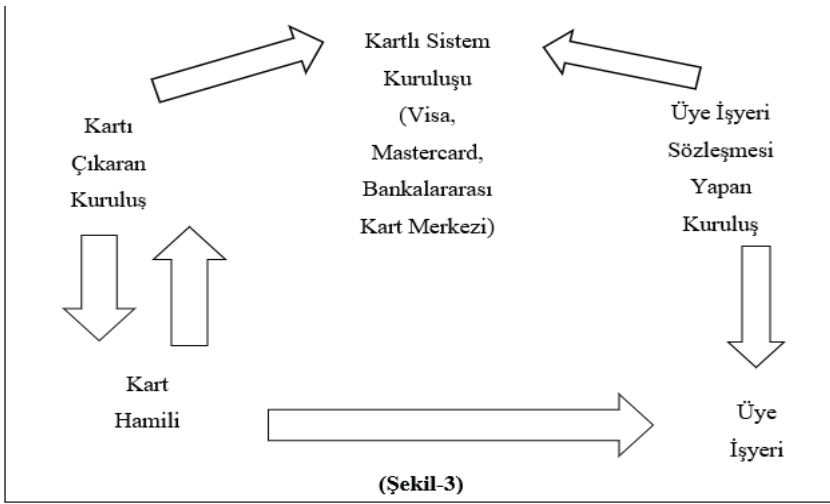 Kartlı Sistem
Kuruluşu
(Visa,
Mastercard,
Bankalararası
Kart Merkezi)
Kartı
Çıkaran
Kuruluş
Üye İşyeri
Sözleşmesi
Yapan
Kuruluş
Kart
Hamili
Üye
İşyeri
(Şekil-3)